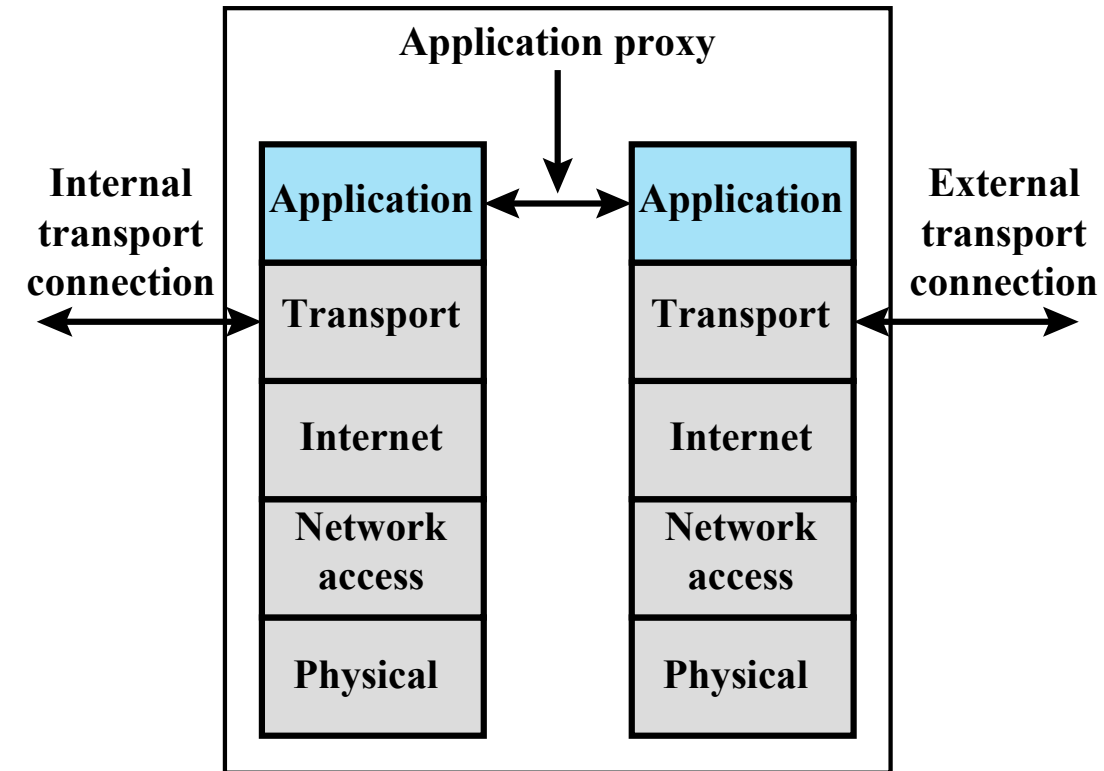 Application proxy
Internal
transport
connection
Application
Transport
Internet
Network
access
Physical
Application
Transport
Internet
Network
access
Physical
External
transport
connection